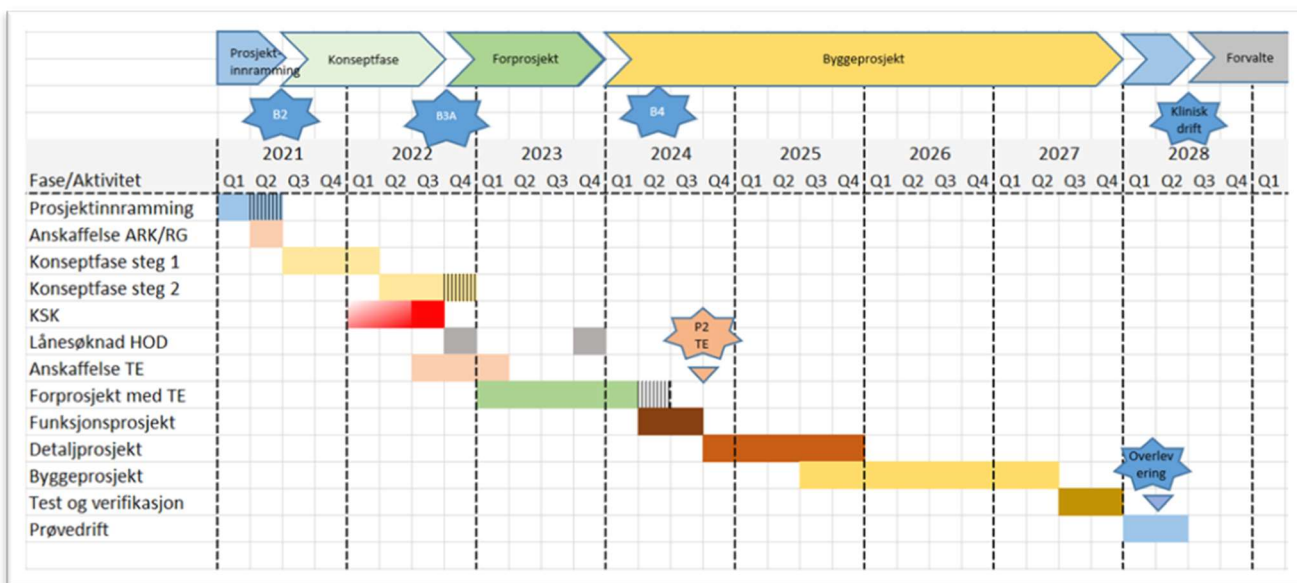 Prosjekt-
innramming
Konseptfase
Forprosjekt
Byggeprosjekt
Forvalte
B2
B3A
B4
Klinisk
drift
2021 2022 2023 2024 2025 2026 2027 2028
Fase/Aktivitet Q1 Q2 Q3 Q4 Q1 Q2 Q3 Q4 Q1 Q2 Q3 Q4 Q1 Q2 Q3 Q4 Q1 Q2 Q3 Q4 Q1 Q2 Q3 Q4 Q1 Q2 Q3 Q4 Q1 Q2 Q3 Q4 Q1
Prosjektinnramming
Anskaffelse ARK/RG
Konseptfase steg 1
Konseptfase steg 2
KSK
P2
TE
Lånesøknad HOD
Anskaffelse TE
Forprosjekt med TE
Funksjonsprosjekt
Detaljprosjekt
Overlev
ering
Byggeprosjekt
Test og verifikasjon
Prøvedrift